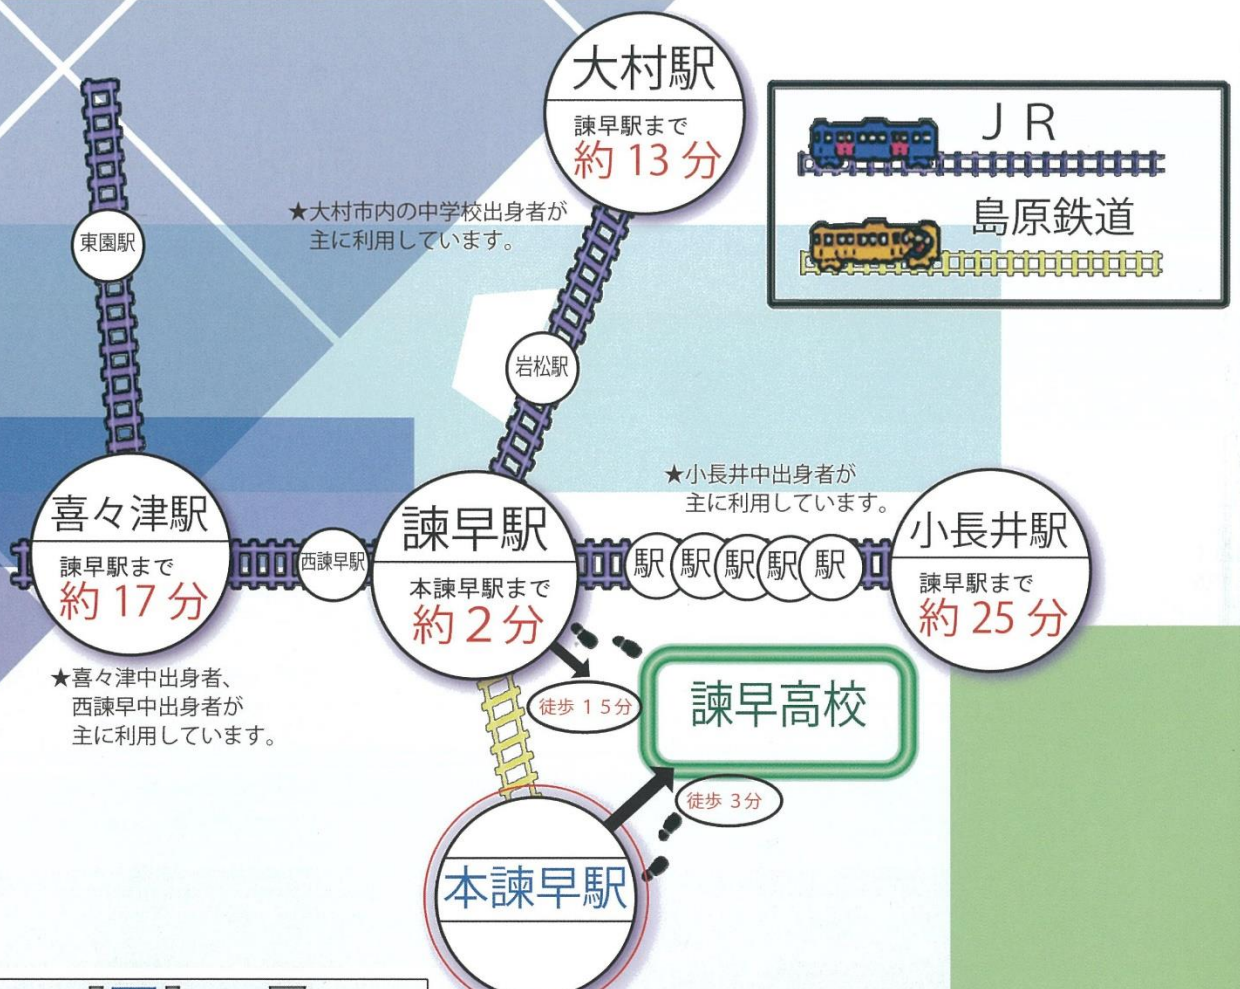 大村駅
諫早駅まで
約 13 分
JR
島原鉄道
★大村市内の中学校出身者が
主に利用しています。
東園駅
岩松駅
★小長井中出身者が
主に利用しています。
喜々津駅
諫早駅まで
約 17 分
西諫早駅
諫早駅
本諫早駅まで
約 2 分
駅
駅
駅
駅
駅
小長井駅
諫早駅まで
約 25 分
★喜々津中出身者、
西諫早中出身者が
主に利用しています。
徒歩 15分
諫早高校
徒歩 3分
本諫早駅